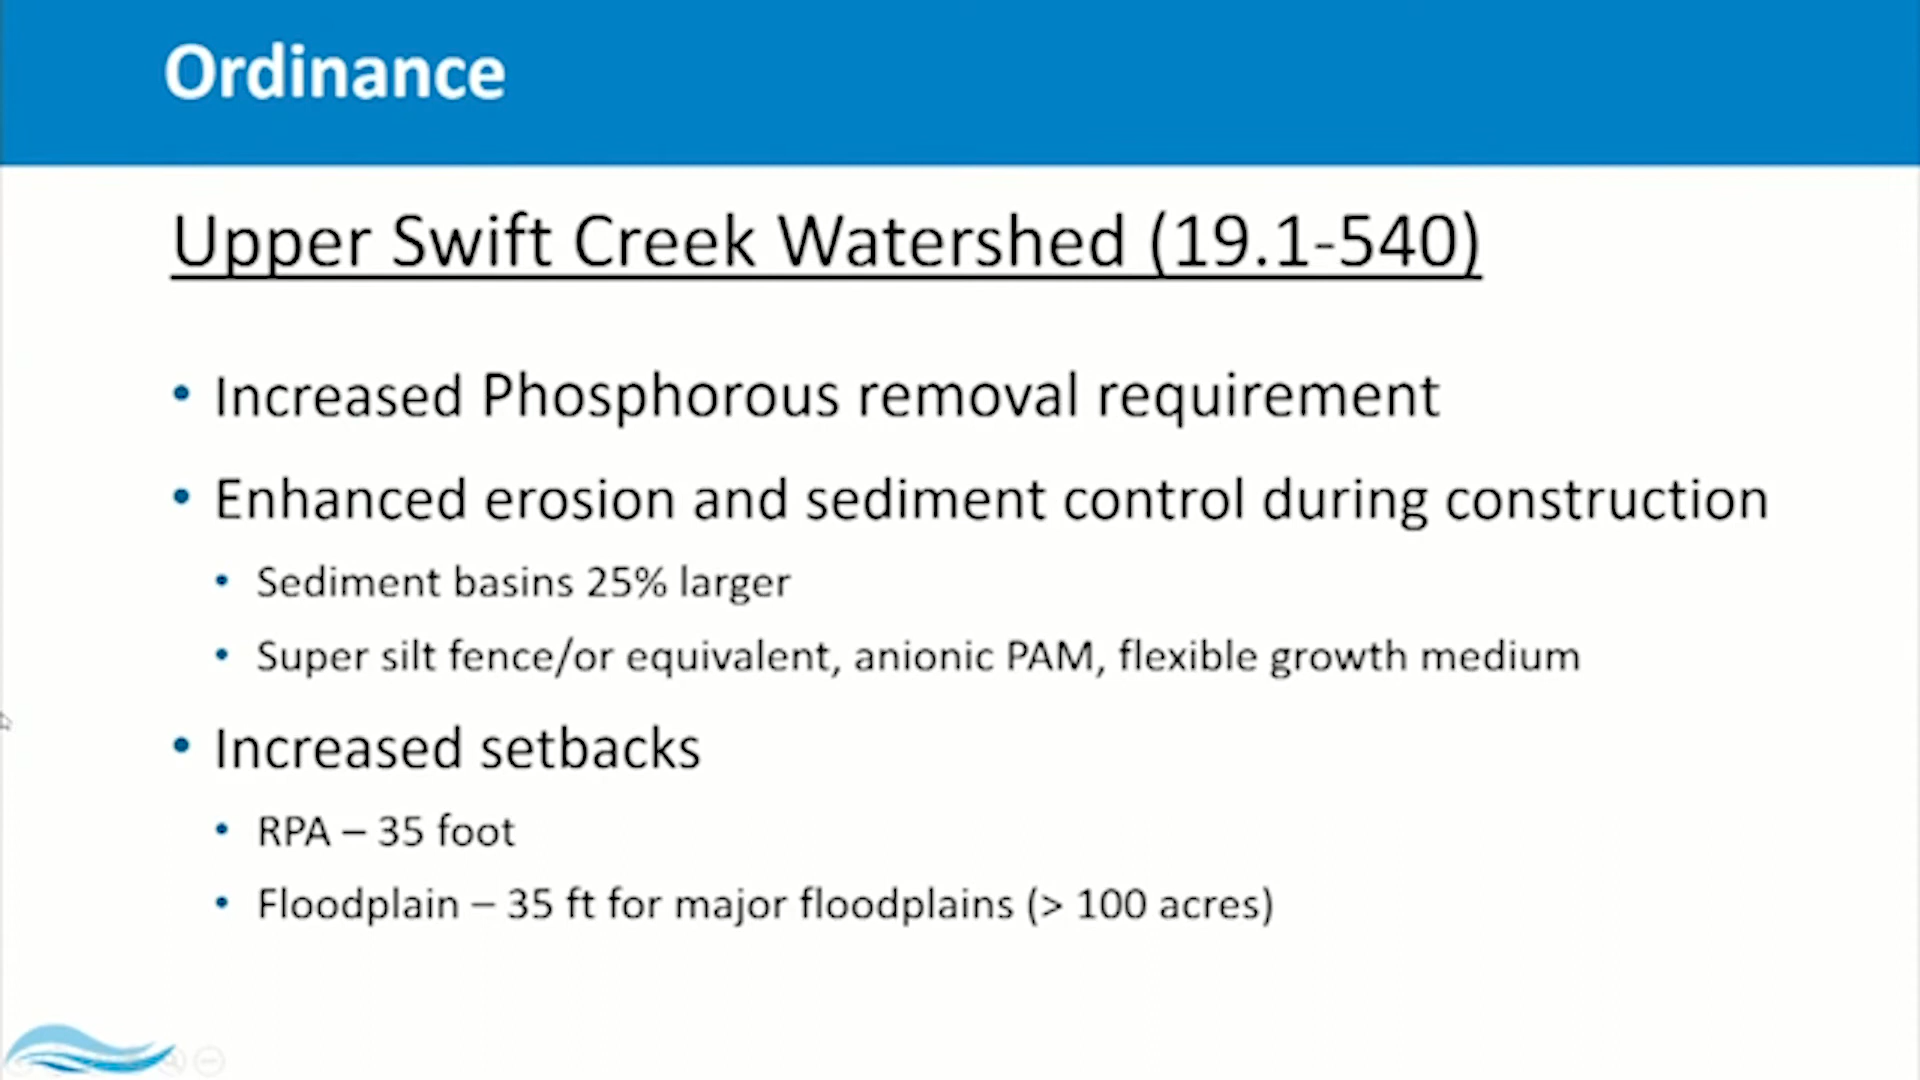 Ordinance
Upper Swift Creek Watershed (19.1-540)
• Increased Phosphorous removal requirement
• Enhanced erosion and sediment control during construction
• Sediment basins 25% larger
• Super silt fence/or equivalent, anionic PAM, flexible growth medium
• Increased setbacks
• RPA – 35 foot
• Floodplain – 35 ft for major floodplains (> 100 acres)